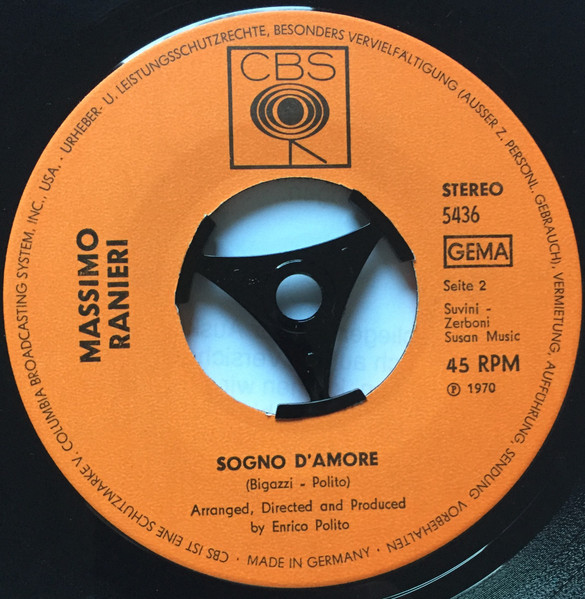 CBS
URHEBER- U. LEISTUNGSSCHUTZRECHTE, BESONDERS VERVIELFÄLTIGUNG (AUSSER Z. PERSÖNL. GEBRAUCH), VERMIETUNG, AUFFÜHRUNG, SENDUNG VORBEHALTEN
MASSIMO
RANIERI
STEREO
5436
GEMA
Seite 2
Suvini -
Zerboni
Susan Music
45 RPM
℗ 1970
SOGNO D'AMORE
(Bigazzi - Polito)
Arranged, Directed and Produced
by Enrico Polito
CBS IST EINE SCHUTZMARKE V. COLUMBIA BROADCASTING SYSTEM, INC., USA. ·
· MADE IN GERMANY ·